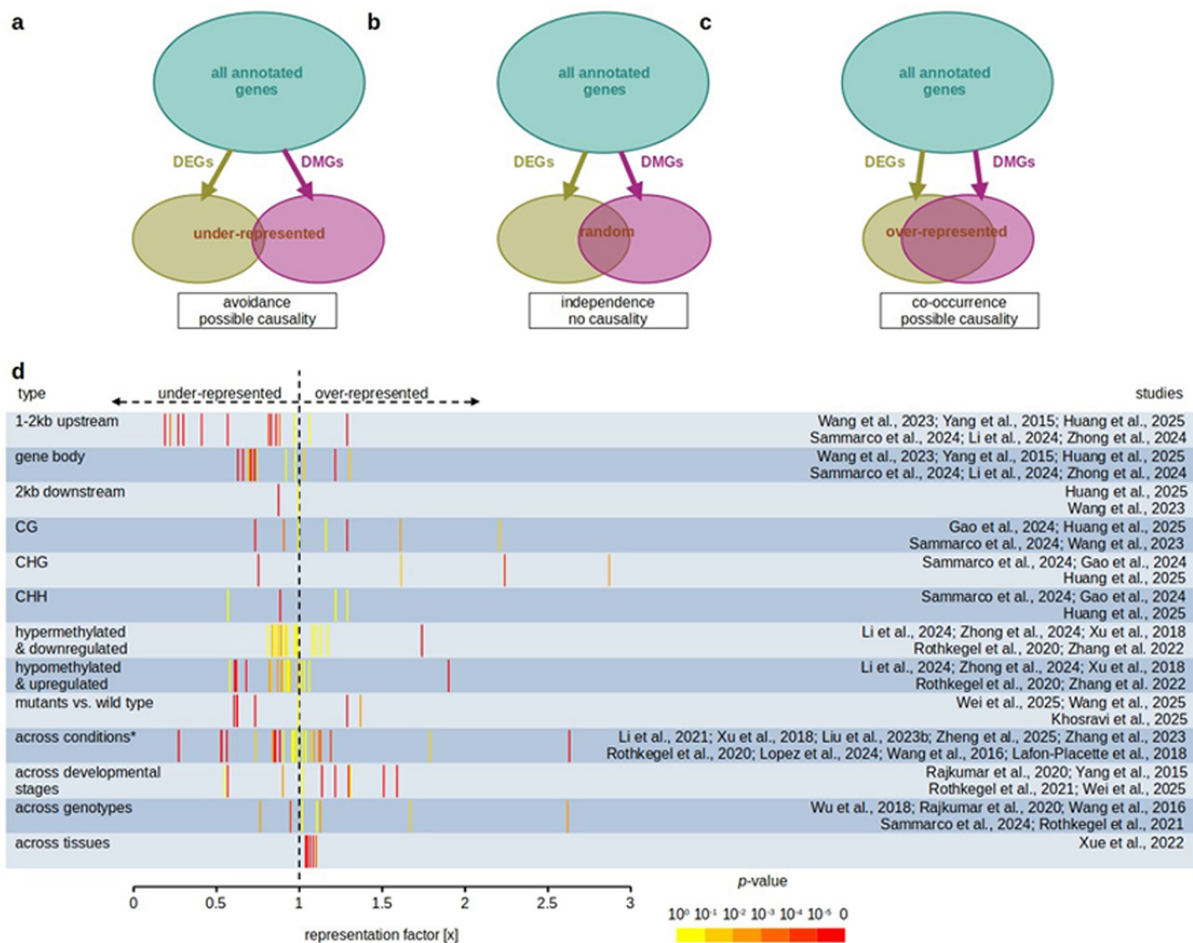 a
b
c
all annotated
genes
all annotated
genes
all annotated
genes
DEGs
DMGs
DEGs
DMGs
DEGs
DMGs
under-represented
random
over-represented
avoidance
possible causality
independence
no causality
co-occurrence
possible causality
d
type
under-represented
over-represented
studies
1-2kb upstream
Wang et al., 2023; Yang et al., 2015; Huang et al., 2025
Sammarco et al., 2024; Li et al., 2024; Zhong et al., 2024
gene body
Wang et al., 2023; Yang et al., 2015; Huang et al., 2025
Sammarco et al., 2024; Li et al., 2024; Zhong et al., 2024
2kb downstream
Huang et al., 2025
Wang et al., 2023
CG
Gao et al., 2024; Huang et al., 2025
Sammarco et al., 2024; Wang et al., 2023
CHG
Sammarco et al., 2024; Gao et al., 2024
Huang et al., 2025
CHH
Sammarco et al., 2024; Gao et al., 2024
Huang et al., 2025
hypermethylated
& downregulated
Li et al., 2024; Zhong et al., 2024; Xu et al., 2018
Rothkegel et al., 2020; Zhang et al. 2022
hypomethylated
& upregulated
Li et al., 2024; Zhong et al., 2024; Xu et al., 2018
Rothkegel et al., 2020; Zhang et al. 2022
mutants vs. wild type
Wei et al., 2025; Wang et al., 2025
Khosravi et al., 2025
across conditions*
Li et al., 2021; Xu et al., 2018; Liu et al., 2023b; Zheng et al., 2025; Zhang et al., 2023
Rothkegel et al., 2020; Lopez et al., 2024; Wang et al., 2016; Lafon-Placette et al., 2018
across developmental
stages
Rajkumar et al., 2020; Yang et al., 2015
Rothkegel et al., 2021; Wei et al., 2025
across genotypes
Wu et al., 2018; Rajkumar et al., 2020; Wang et al., 2016
Sammarco et al., 2024; Rothkegel et al., 2021
across tissues
Xue et al., 2022
0 0.5 1 1.5 2 2.5 3
representation factor [x]
p-value
10⁰ 10⁻¹ 10⁻² 10⁻³ 10⁻⁴ 10⁻⁵ 0